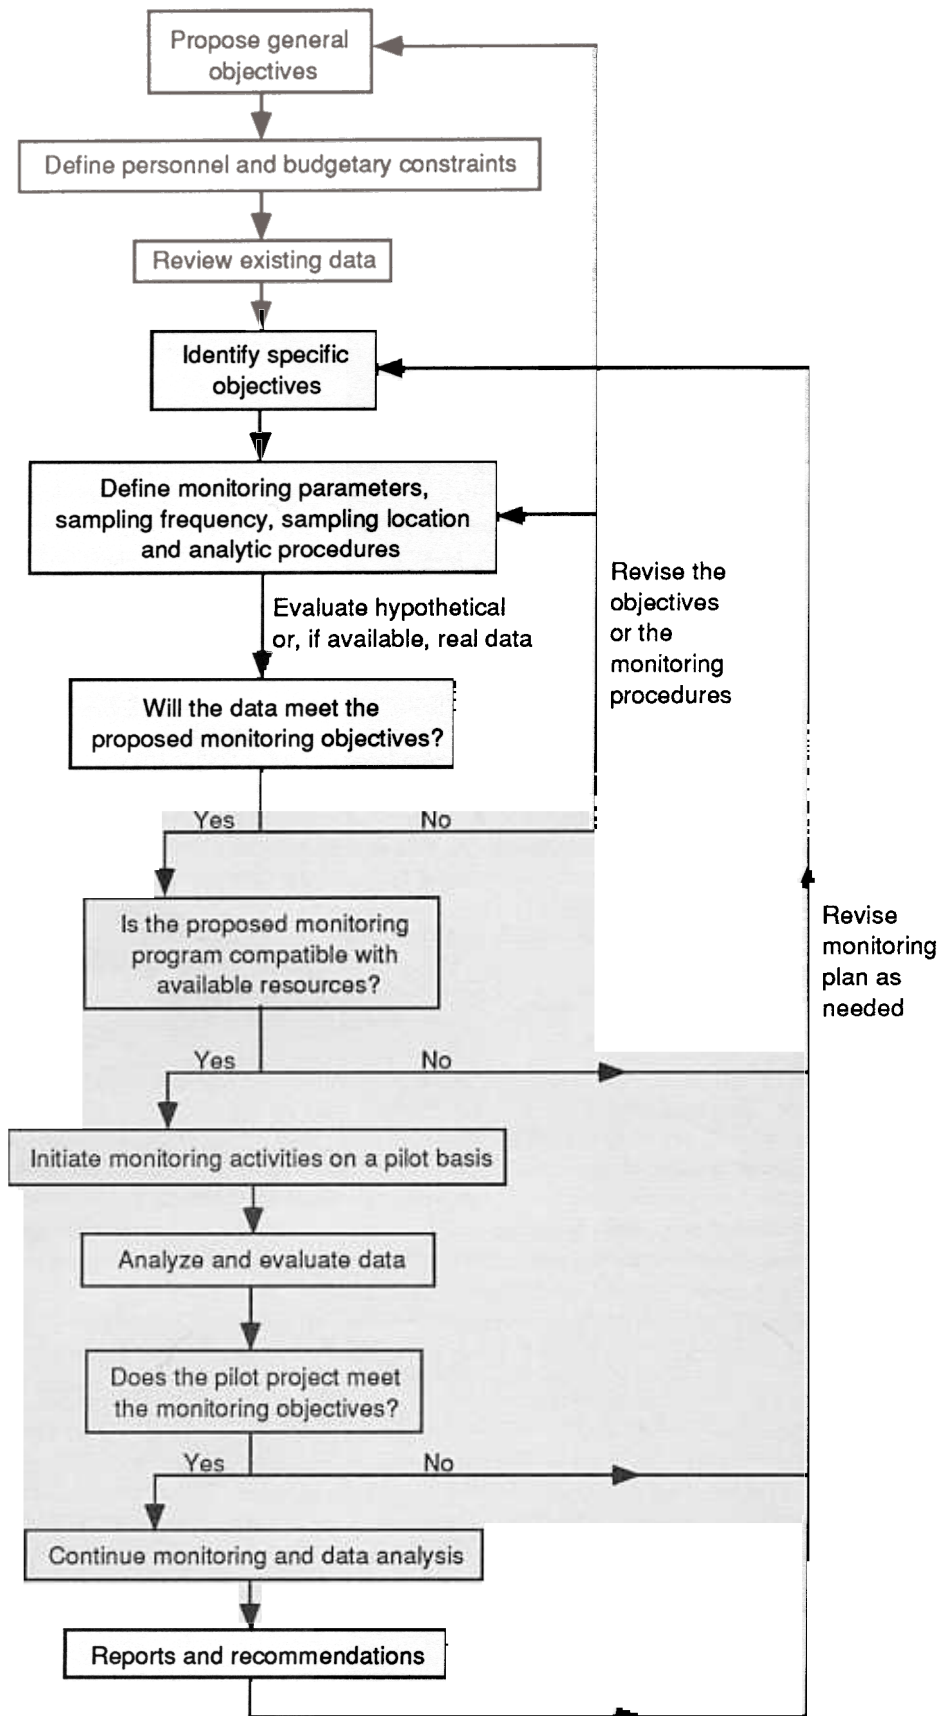 Propose general
objectives
Define personnel and budgetary constraints
Review existing data
Identify specific
objectives
Define monitoring parameters,
sampling frequency, sampling location
and analytic procedures
Evaluate hypothetical
or, if available, real data
Revise the
objectives
or the
monitoring
procedures
Will the data meet the
proposed monitoring objectives?
Yes
No
Is the proposed monitoring
program compatible with
available resources?
Revise
monitoring
plan as
needed
Yes
No
Initiate monitoring activities on a pilot basis
Analyze and evaluate data
Does the pilot project meet
the monitoring objectives?
Yes
No
Continue monitoring and data analysis
Reports and recommendations